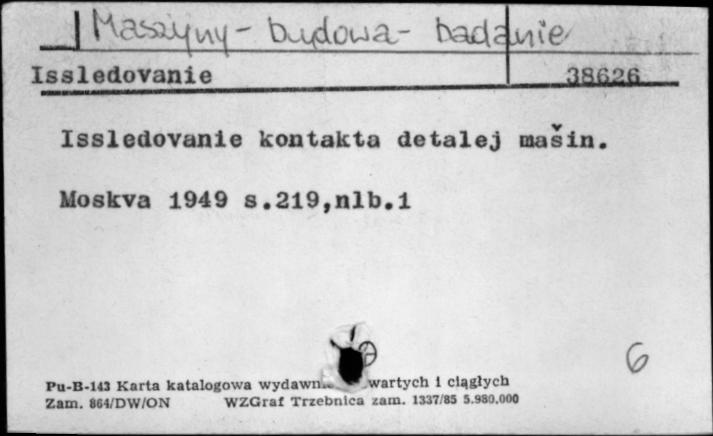 Maszyny - budowa - badanie
Issledovanie 38626
Issledovanie kontakta detalej mašin.
Moskva 1949 s.219,nlb.1
6
Pu-B-143 Karta katalogowa wartych i ciągłych
Zam. 864/DW/ON WZGraf Trzebnica zam. 1337/85 5.980.000